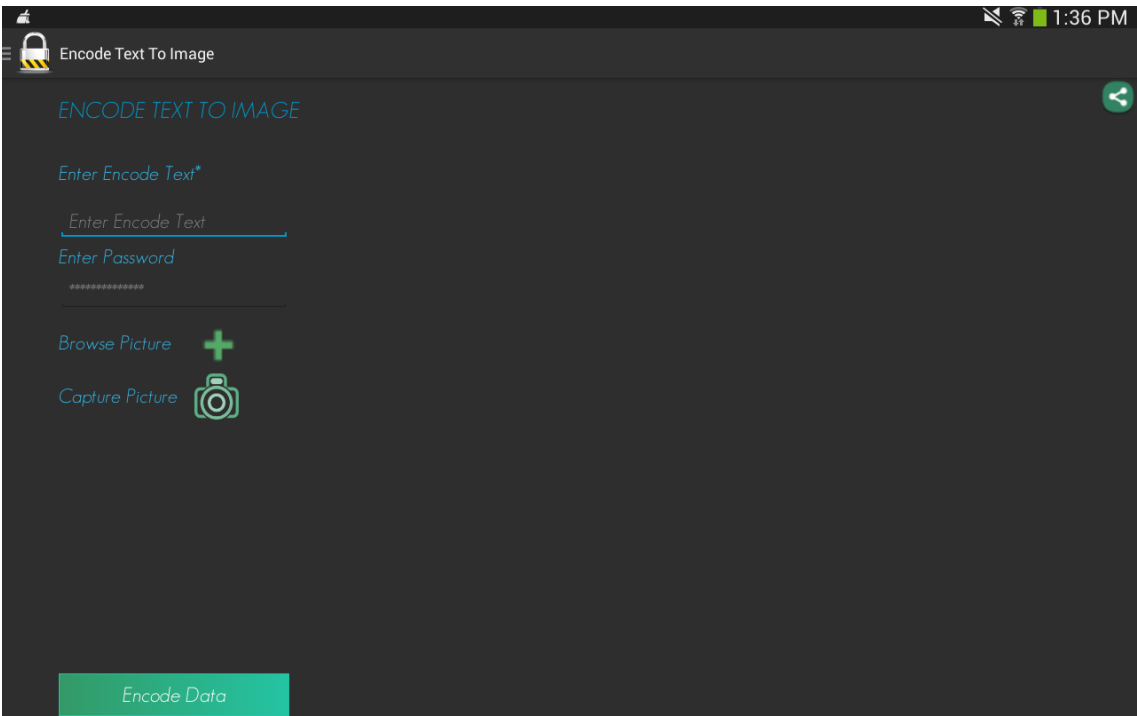 1:36 PM
Encode Text To Image
ENCODE TEXT TO IMAGE
Enter Encode Text*
Enter Encode Text
Enter Password
**************
Browse Picture
Capture Picture
Encode Data